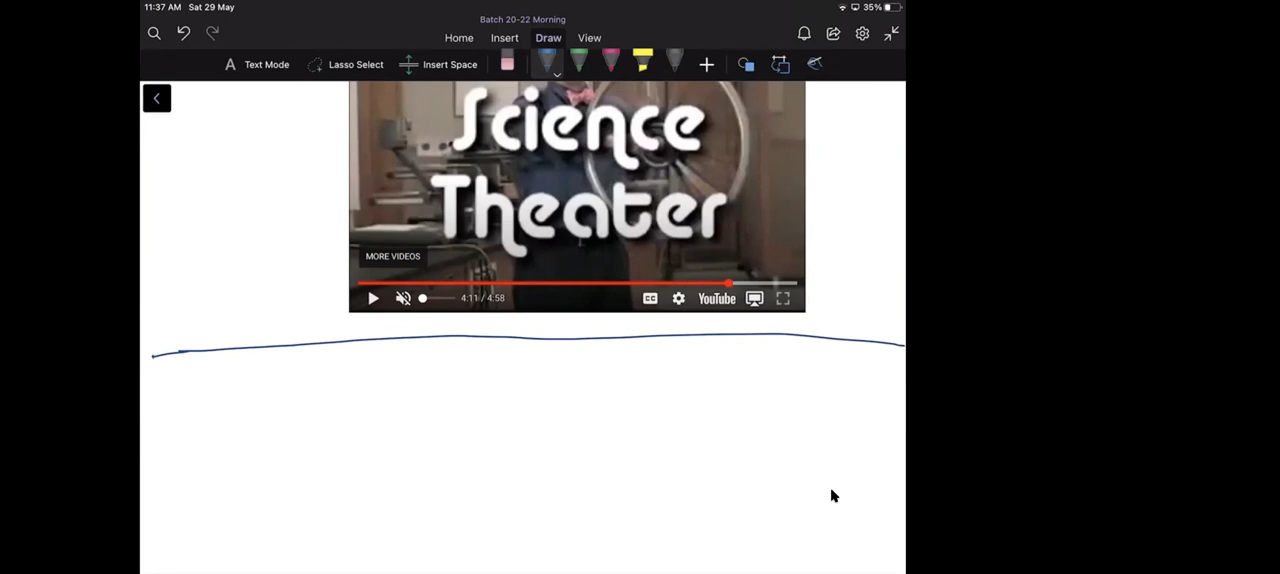 11:37 AM Sat 29 May 35%
Batch 20-22 Morning
Home Insert Draw View
A Text Mode Lasso Select Insert Space
Science
Theater
MORE VIDEOS
4:11 / 4:58 CC YouTube